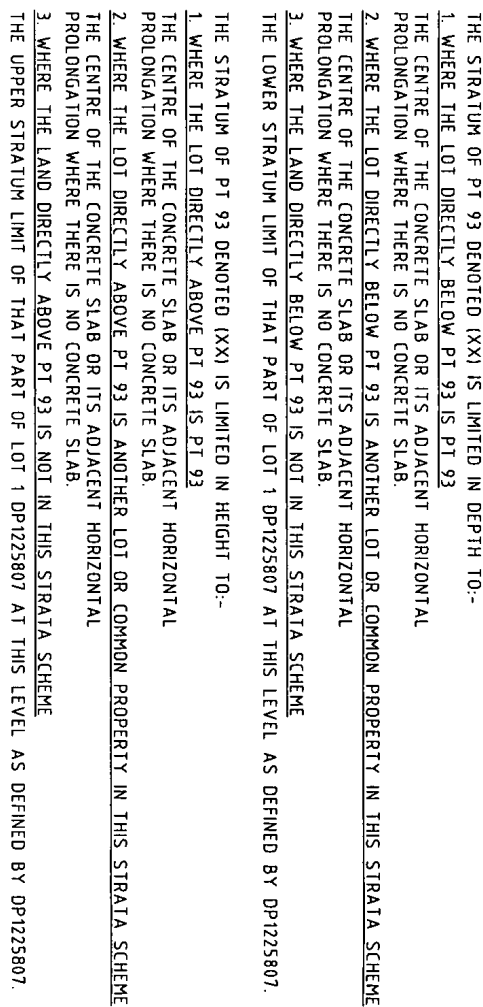 THE STRATUM OF PT 93 DENOTED (XX) IS LIMITED IN DEPTH TO:-
1. WHERE THE LOT DIRECTLY BELOW PT 93 IS PT 93
THE CENTRE OF THE CONCRETE SLAB OR ITS ADJACENT HORIZONTAL
PROLONGATION WHERE THERE IS NO CONCRETE SLAB.
2. WHERE THE LOT DIRECTLY BELOW PT 93 IS ANOTHER LOT OR COMMON PROPERTY IN THIS STRATA SCHEME
THE CENTRE OF THE CONCRETE SLAB OR ITS ADJACENT HORIZONTAL
PROLONGATION WHERE THERE IS NO CONCRETE SLAB.
3. WHERE THE LAND DIRECTLY BELOW PT 93 IS NOT IN THIS STRATA SCHEME
THE LOWER STRATUM LIMIT OF THAT PART OF LOT 1 DP1225807 AT THIS LEVEL AS DEFINED BY DP1225807.
THE STRATUM OF PT 93 DENOTED (XX) IS LIMITED IN HEIGHT TO:-
1. WHERE THE LOT DIRECTLY ABOVE PT 93 IS PT 93
THE CENTRE OF THE CONCRETE SLAB OR ITS ADJACENT HORIZONTAL
PROLONGATION WHERE THERE IS NO CONCRETE SLAB.
2. WHERE THE LOT DIRECTLY ABOVE PT 93 IS ANOTHER LOT OR COMMON PROPERTY IN THIS STRATA SCHEME
THE CENTRE OF THE CONCRETE SLAB OR ITS ADJACENT HORIZONTAL
PROLONGATION WHERE THERE IS NO CONCRETE SLAB.
3 WHERE THE LAND DIRECTLY ABOVE PT 93 IS NOT IN THIS STRATA SCHEME
THE UPPER STRATUM LIMIT OF THAT PART OF LOT 1 DP1225807 AT THIS LEVEL AS DEFINED BY DP1225807.